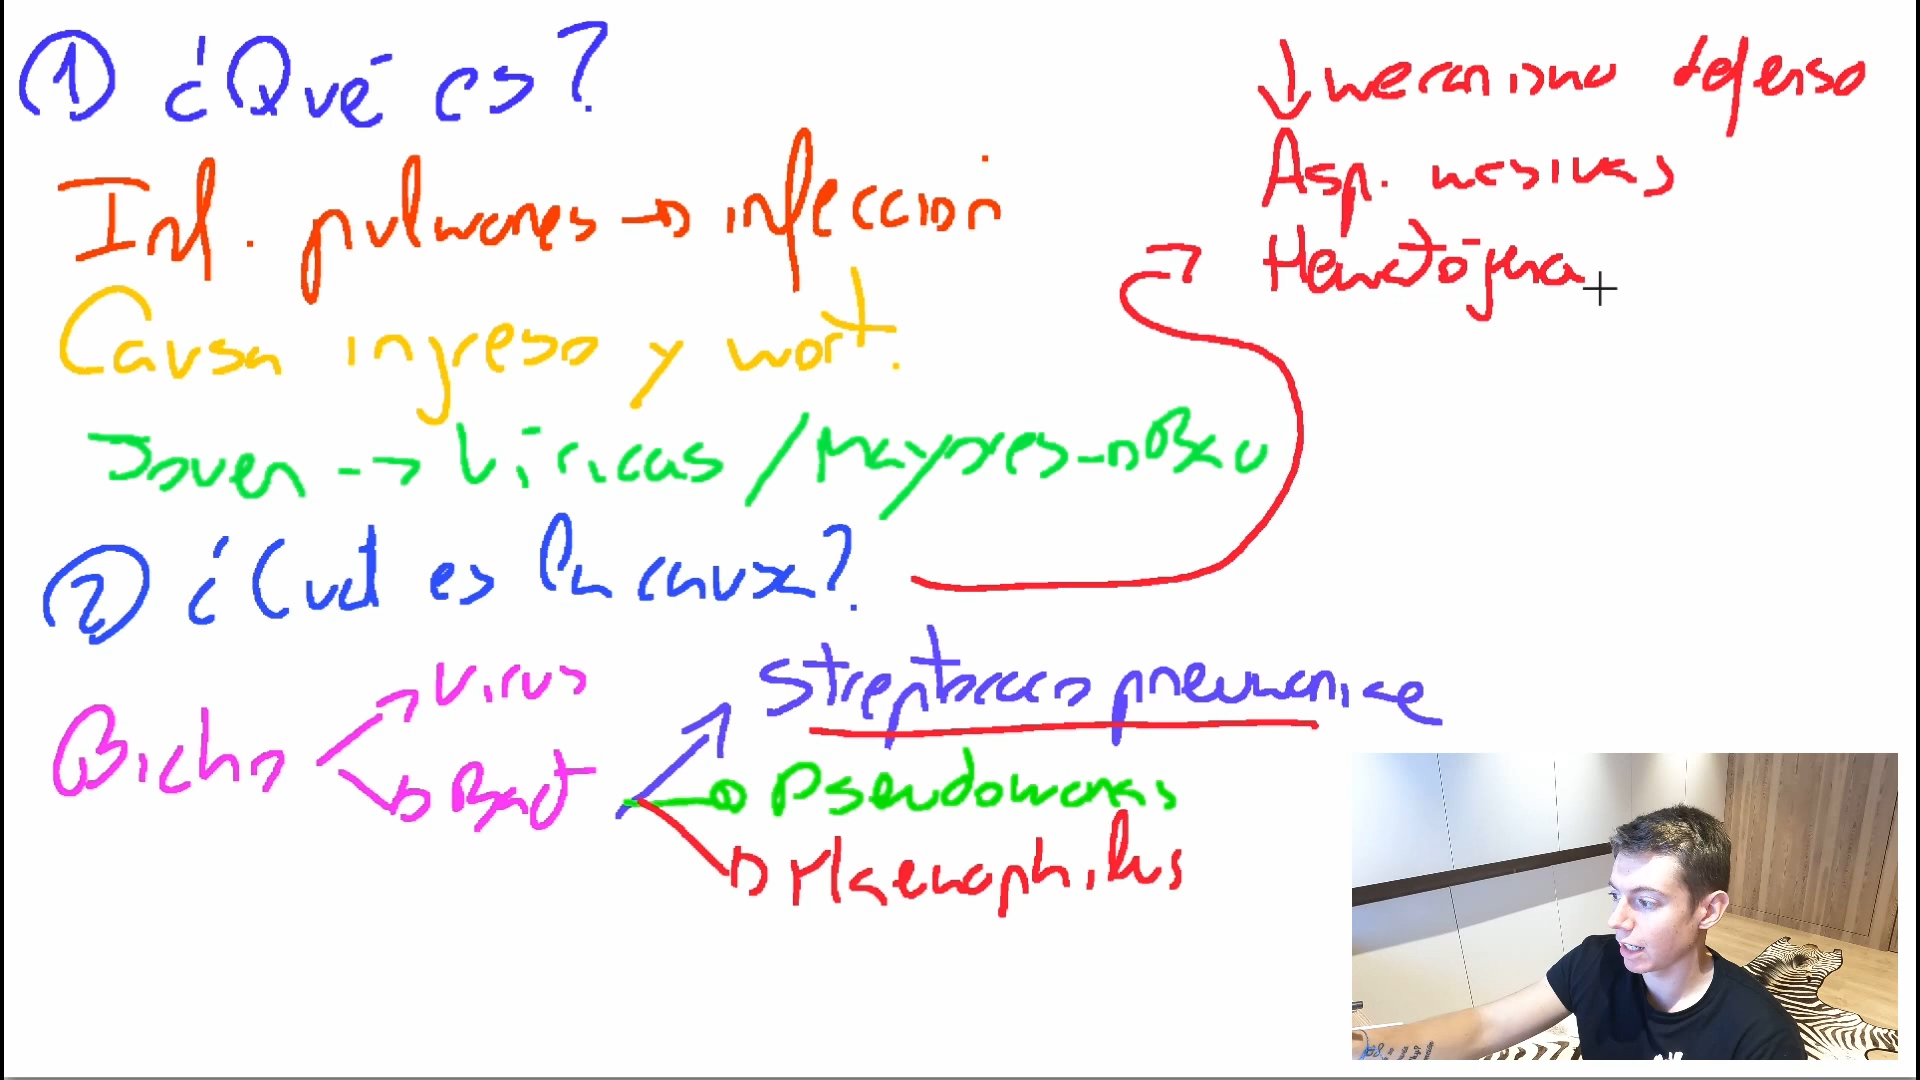 1 ¿Qué es?
Inf. pulmones → infección
Causa ingreso y mort.
Joven → Víricas / Mayores → Bact
2 ¿Cuál es la causa?
Bicho → Virus
→ Bact
→ Streptococo pneumoniae
→ Pseudomonas
→ Haemophilus
↓ mecanismo defensa
Asp. masivas
Hematógena